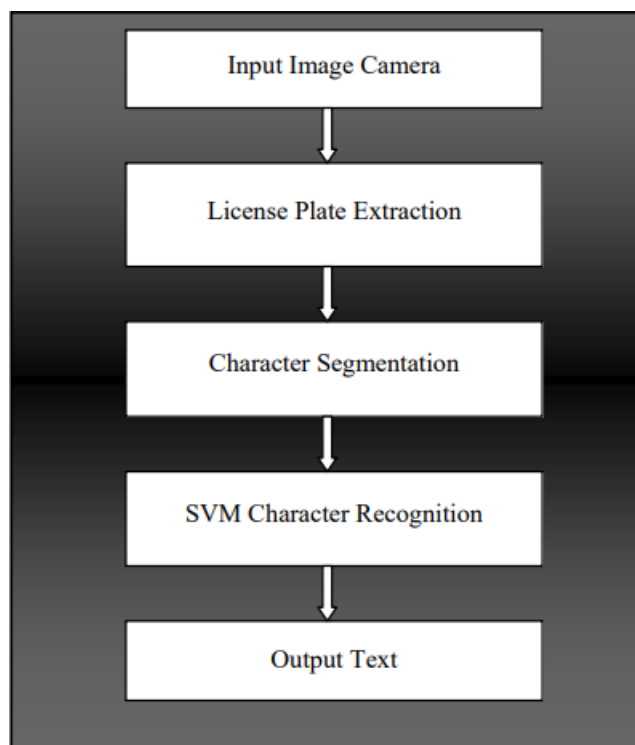 Input Image Camera
License Plate Extraction
Character Segmentation
SVM Character Recognition
Output Text